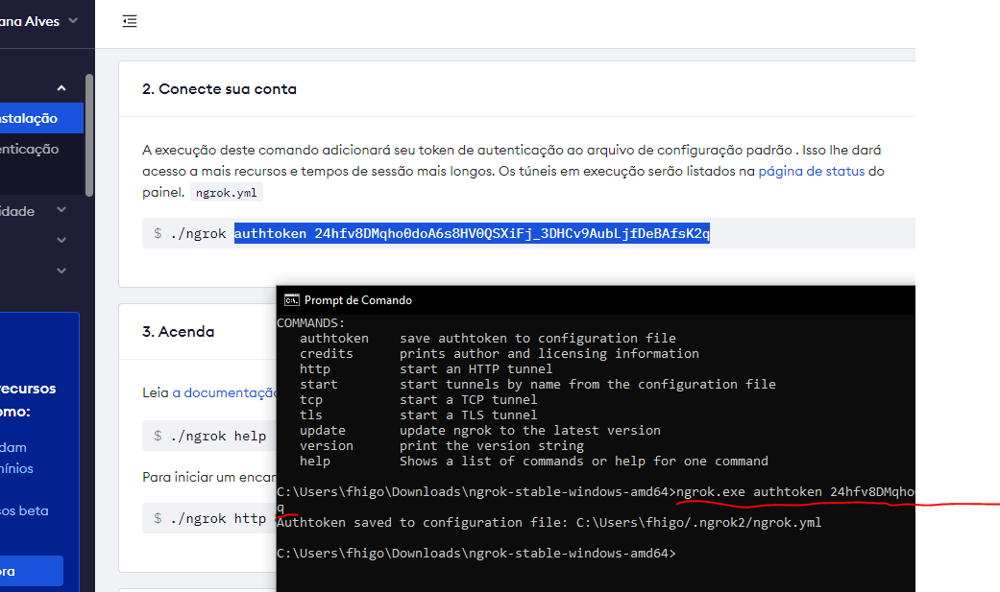 ana Alves
nstalação
enticação
idade
recursos
omo:
dam
mínios
sos beta
ora
2. Conecte sua conta
A execução deste comando adicionará seu token de autenticação ao arquivo de configuração padrão . Isso lhe dará
acesso a mais recursos e tempos de sessão mais longos. Os túneis em execução serão listados na página de status do
painel. ngrok.yml
$ ./ngrok authtoken 24hfv8DMqho0doA6s8HV0QSXiFj_3DHCv9AubLjfDeBAfsK2q
3. Acenda
Leia a documentação
$ ./ngrok help
Para iniciar um encam
$ ./ngrok http
Prompt de Comando
COMMANDS:
authtoken save authtoken to configuration file
credits prints author and licensing information
http start an HTTP tunnel
start start tunnels by name from the configuration file
tcp start a TCP tunnel
tls start a TLS tunnel
update update ngrok to the latest version
version print the version string
help Shows a list of commands or help for one command
C:\Users\fhigo\Downloads\ngrok-stable-windows-amd64>ngrok.exe authtoken 24hfv8DMqho
q
Authtoken saved to configuration file: C:\Users\fhigo/.ngrok2/ngrok.yml
C:\Users\fhigo\Downloads\ngrok-stable-windows-amd64>